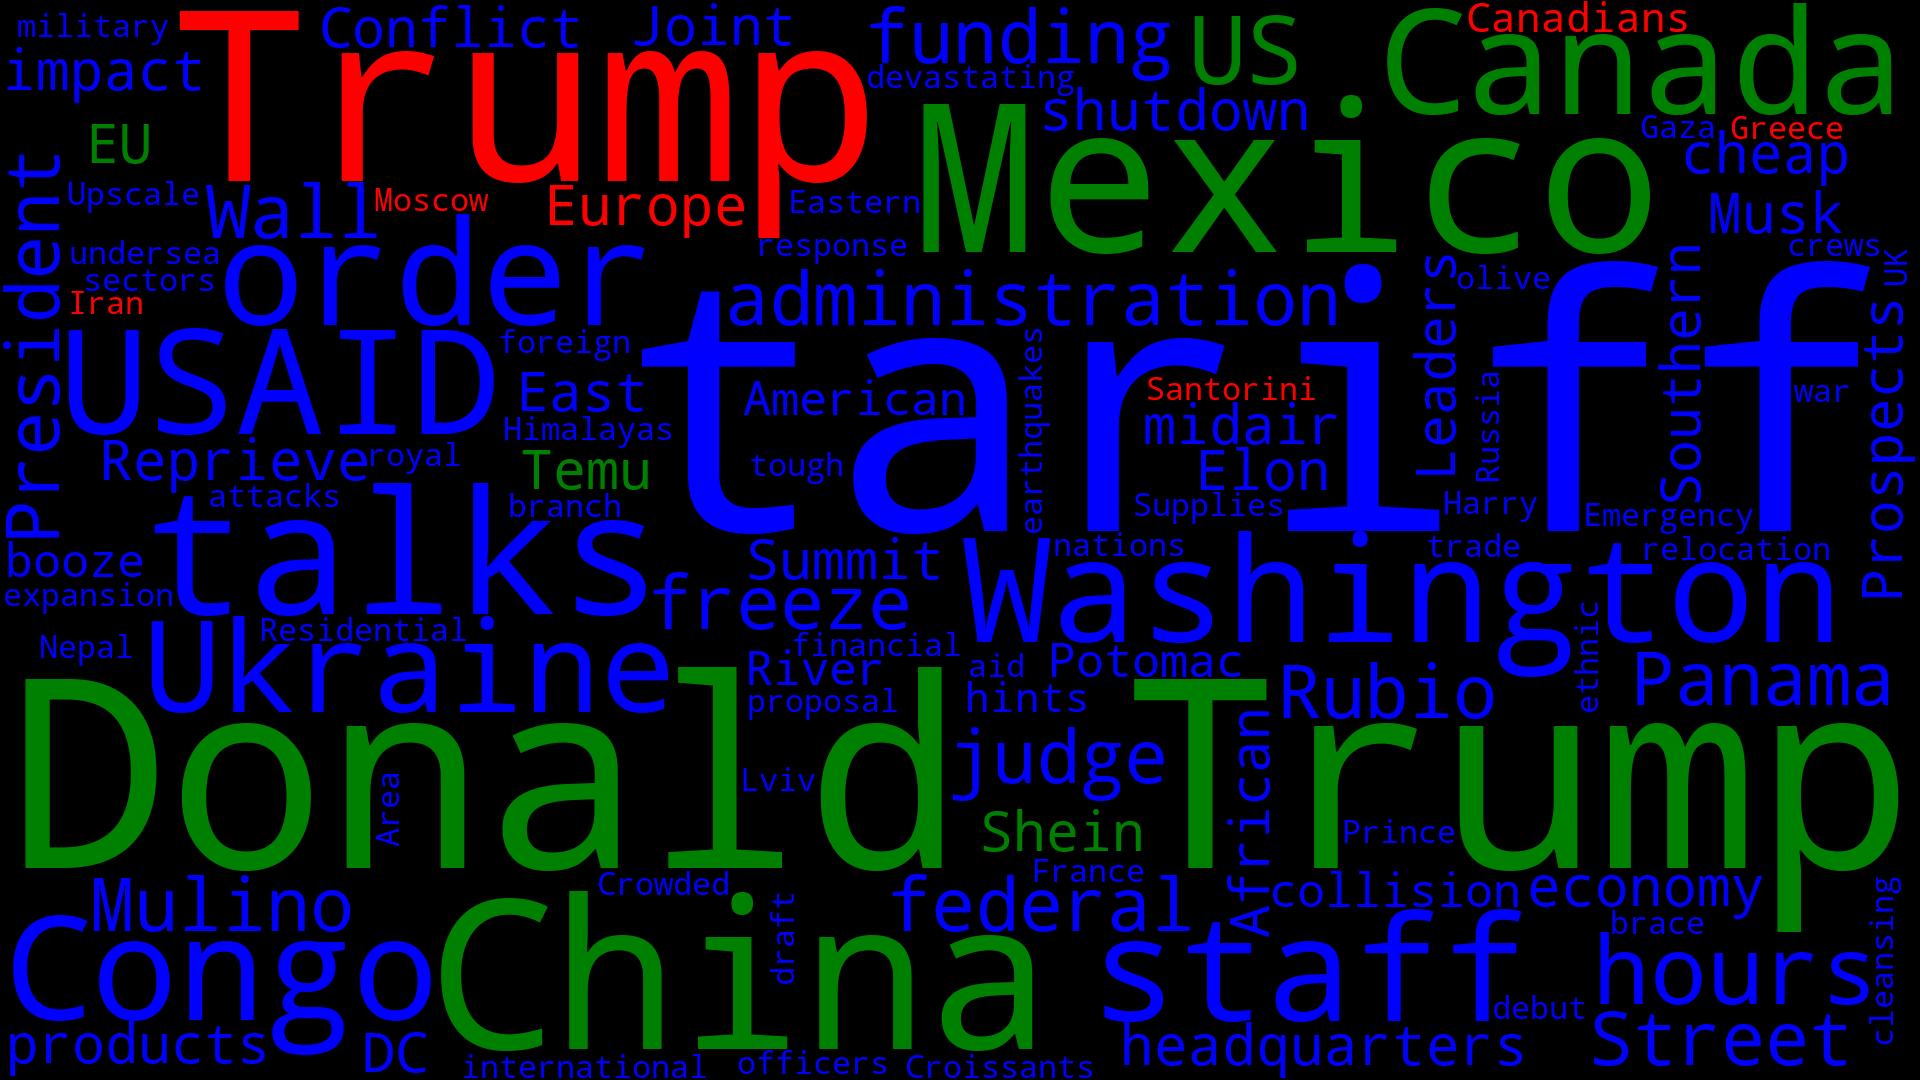 military
Trump
Conflict
Joint
funding
US
Canada
Canadians
impact
devastating
shutdown
Mexico
EU
Gaza
Greece
cheap
President
Upscale
Wall
Moscow
Europe
Eastern
Musk
undersea
order
response
crews
UK
sectors
Iran
administration
Leaders
olive
Southern
Prospects
USAID
foreign
tariff
East
American
earthquakes
Santorini
Russia
war
Himalayas
midair
Reprieve
royal
Temu
tough
Elon
attacks
branch
Supplies
Harry
Emergency
talks
booze
Summit
Washington
nations
trade
relocation
expansion
freeze
Ukraine
Residential
Nepal
financial
River
aid
Potomac
ethnic
Panama
proposal
hints
Rubio
Donald Trump
judge
African
Area
Lviv
Shein
Prince
France
Mulino
Crowded
federal
collision
economy
Congo
China
draft
staff
brace
hours
cleansing
products
DC
debut
Street
headquarters
international
officers
Croissants